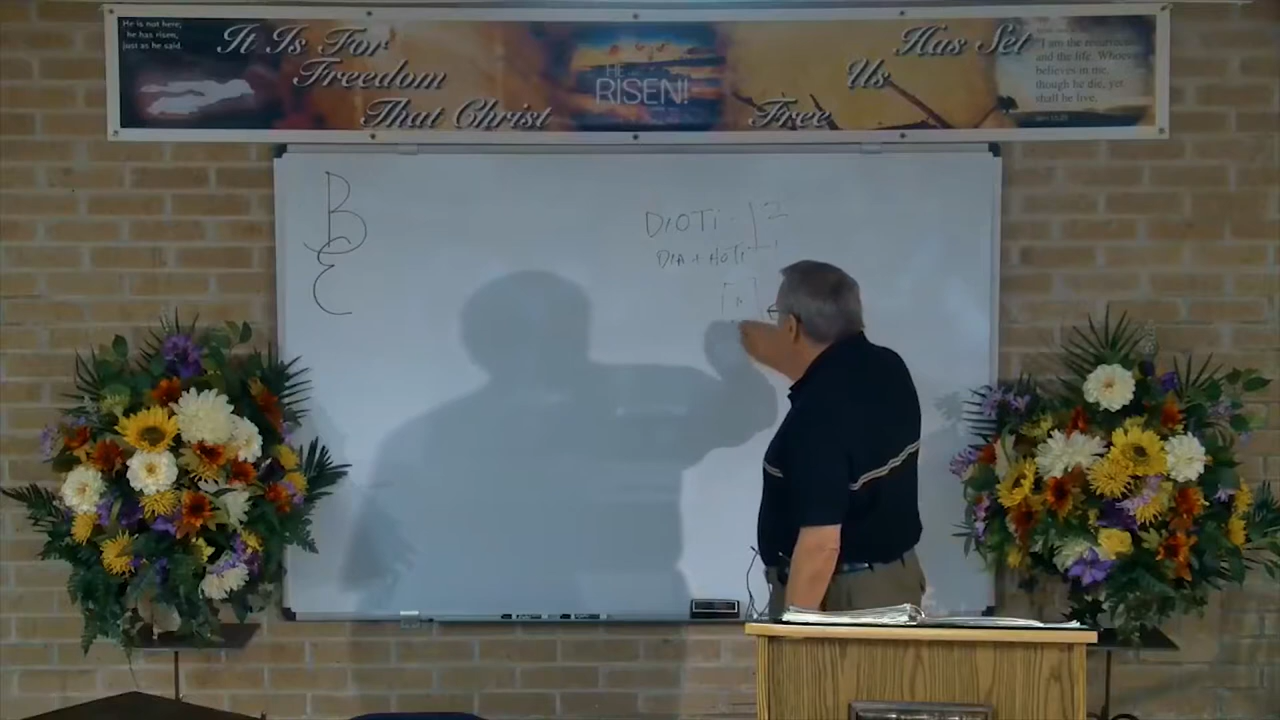 He is not here;
he has risen,
just as he said.
It Is For
Freedom
That Christ
HE
RISEN!
Has Set
Us
Free
"I am the resurrection
and the life. Whoever
believes in me,
though he die, yet
shall he live.
B
E
DIOTi
DIA + HOTi